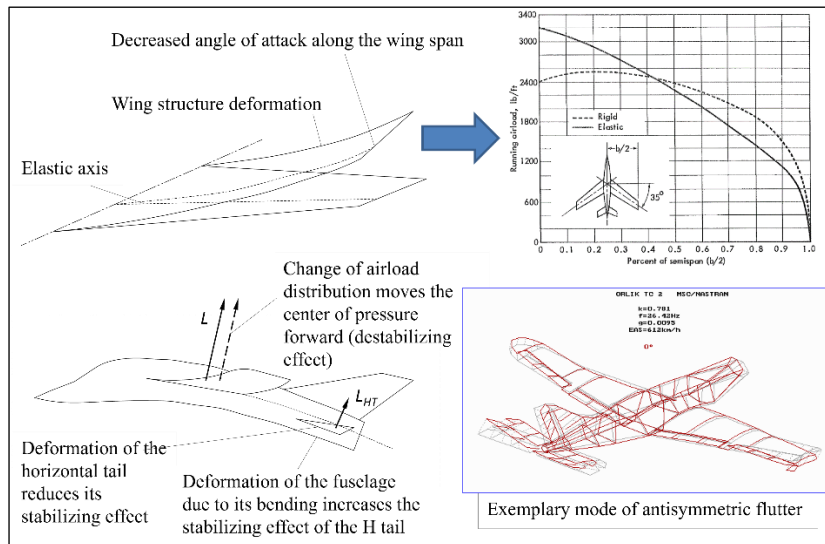 Decreased angle of attack along the wing span
Wing structure deformation
Elastic axis
Running airload, lb/ft
3600
3200
2800
2400
2000
1600
1200
800
400
0
Rigid
Elastic
b/2
35°
0 0.1 0.2 0.3 0.4 0.5 0.6 0.7 0.8 0.9 1.0
Percent of semispan (b/2)
Change of airload
distribution moves the
center of pressure
forward (destabilizing
effect)
L
L_HT
Deformation of the
horizontal tail
reduces its
stabilizing effect
Deformation of the fuselage
due to its bending increases the
stabilizing effect of the H tail
ORLIK TC 2 MSC/NASTRAN
k=0.781
f=26.42Hz
g=0.0095
EAS=612km/h
0°
Exemplary mode of antisymmetric flutter